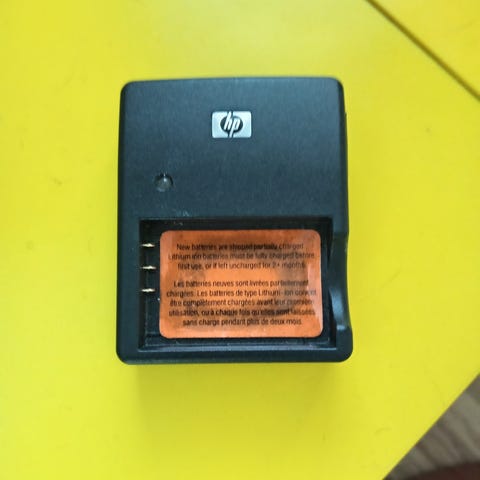 hp
New batteries are shipped partially charged.
Lithium Ion batteries must be fully charged before
first use, or if left uncharged for 2+ months.
Les batteries neuves sont livrées partiellement
chargées. Les batteries de type Lithium- Ion doivent
être complètement chargées avant leur première
utilisation, ou à chaque fois qu'elles sont laissées
sans charge pendant plus de deux mois.